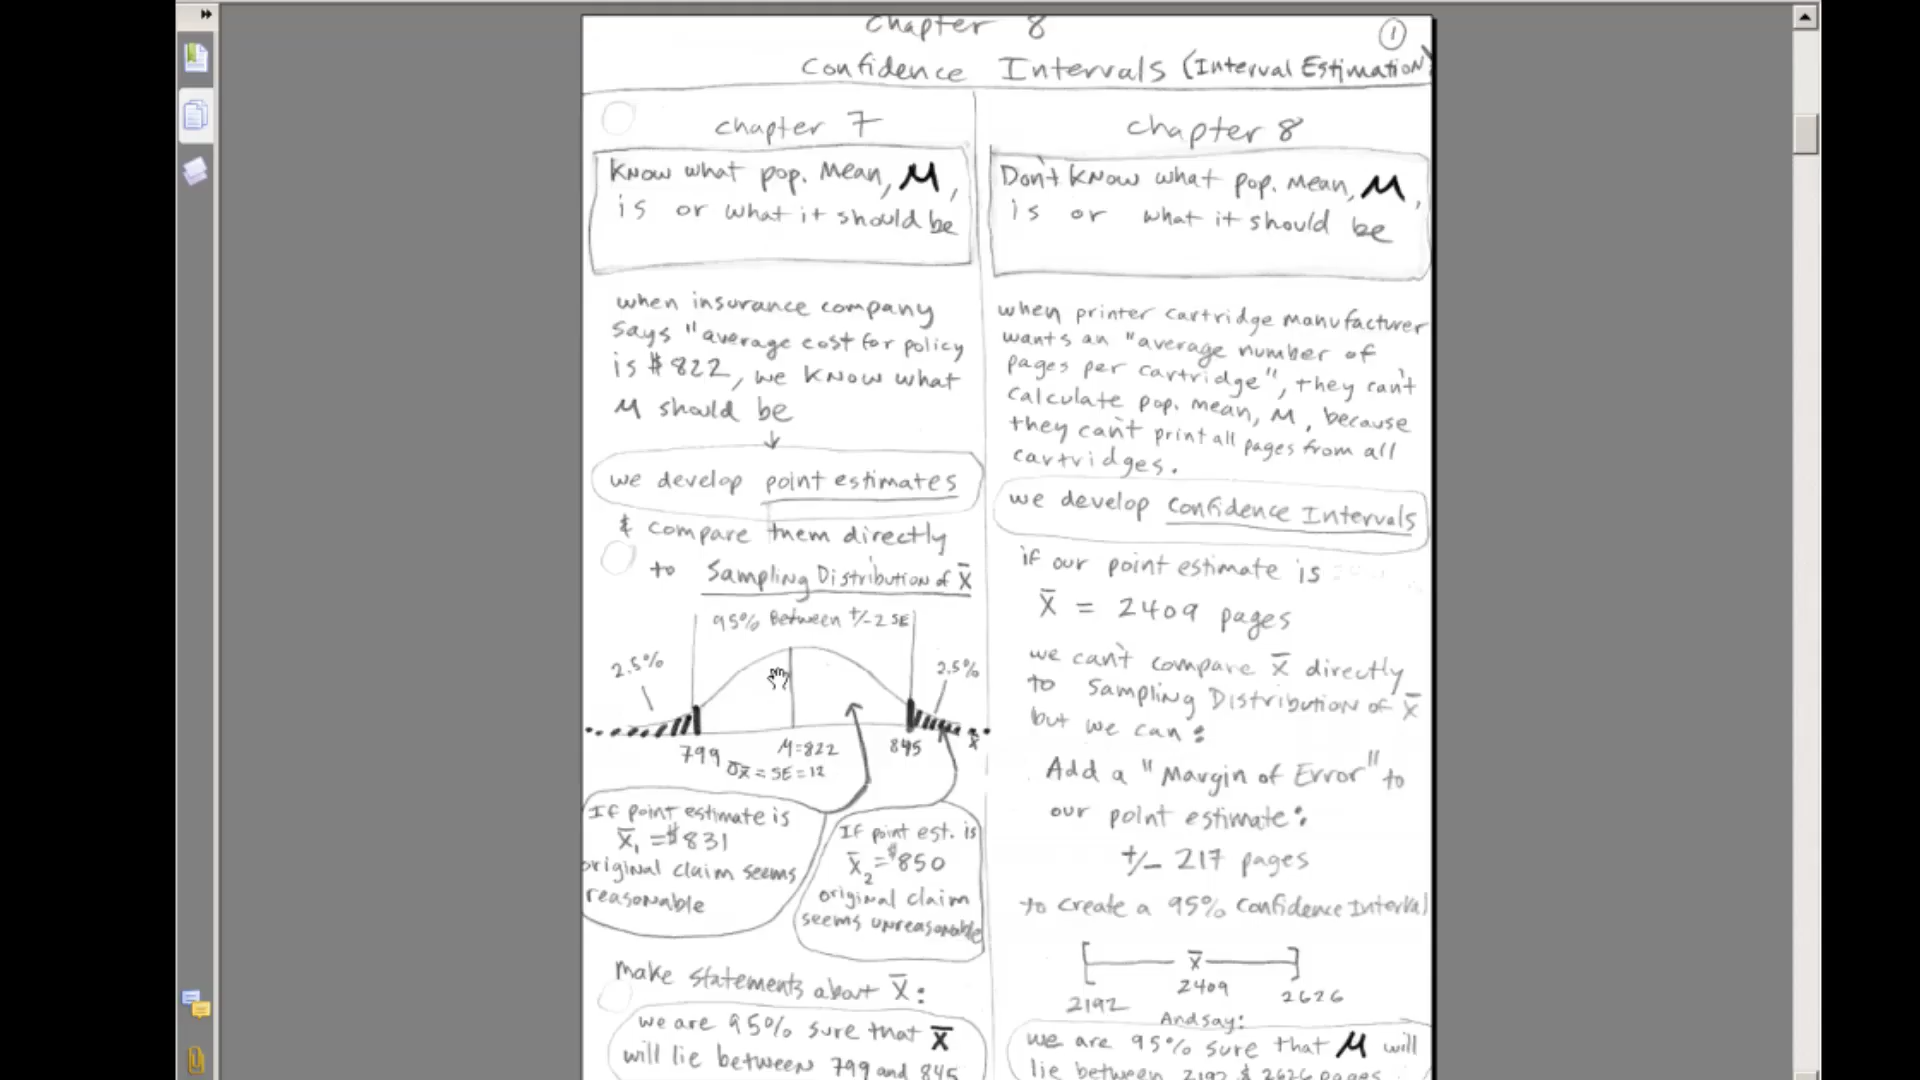 Chapter 8
①
Confidence Intervals (Interval Estimation)
Chapter 7
Know what pop. Mean, μ,
is or what it should be
when insurance company
says "average cost for policy
is $822, we know what
μ should be
we develop point estimates
& compare them directly
to Sampling Distribution of x̄
95% Between +/-2 SE
2.5%
2.5%
799
μ=822
845
x̄
σx̄ = SE = 12
If point estimate is
x̄₁ = $831
original claim seems
reasonable
If point est. is
x̄₂ = $850
original claim
seems unreasonable
Make statements about x̄:
we are 95% sure that x̄
will lie between 799 and 845
Chapter 8
Don't know what pop. mean, μ,
is or what it should be
when printer cartridge manufacturer
wants an "average number of
pages per cartridge", they can't
calculate pop. mean, μ, because
they can't print all pages from all
cartridges.
we develop Confidence Intervals
if our point estimate is
x̄ = 2409 pages
we can't compare x̄ directly
to Sampling Distribution of x̄
but we can:
Add a "Margin of Error" to
our point estimate:
+/- 217 pages
to create a 95% Confidence Interval
x̄
2192
2409
2626
And say:
we are 95% sure that μ will
lie between 2192 & 2626 pages